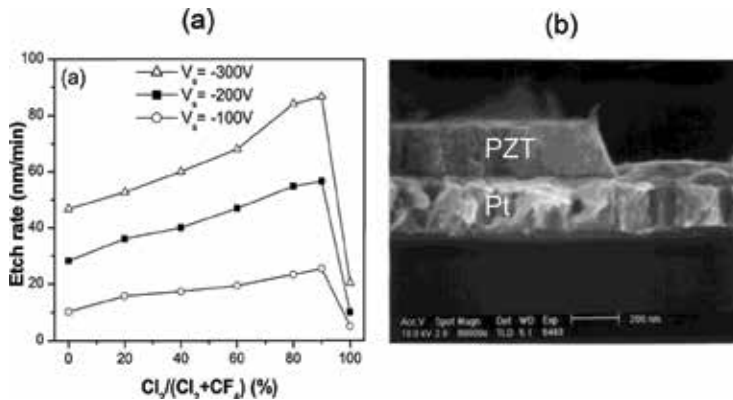 (a)
(b)
(a)
Vs= -300V
Vs= -200V
Vs= -100V
100
80
60
40
20
0
Etch rate (nm/min)
0 20 40 60 80 100
Cl2/(Cl2+CF4) (%)
PZT
Pt
Acc.V Spot Magn Det WD Exp
200 nm